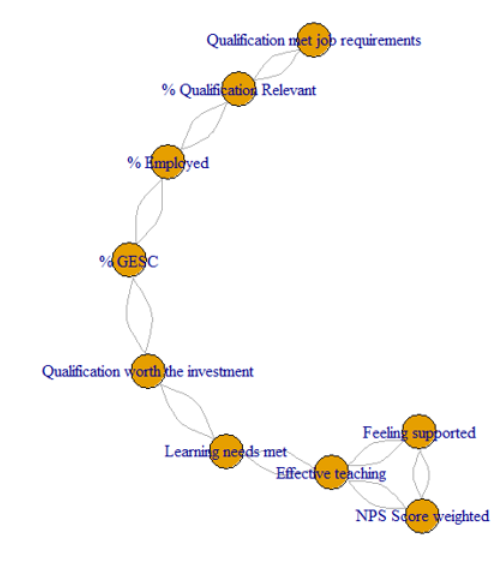 Qualification met job requirements
% Qualification Relevant
% Employed
% GESC
Qualification worth the investment
Feeling supported
Learning needs met
Effective teaching
NPS Score weighted